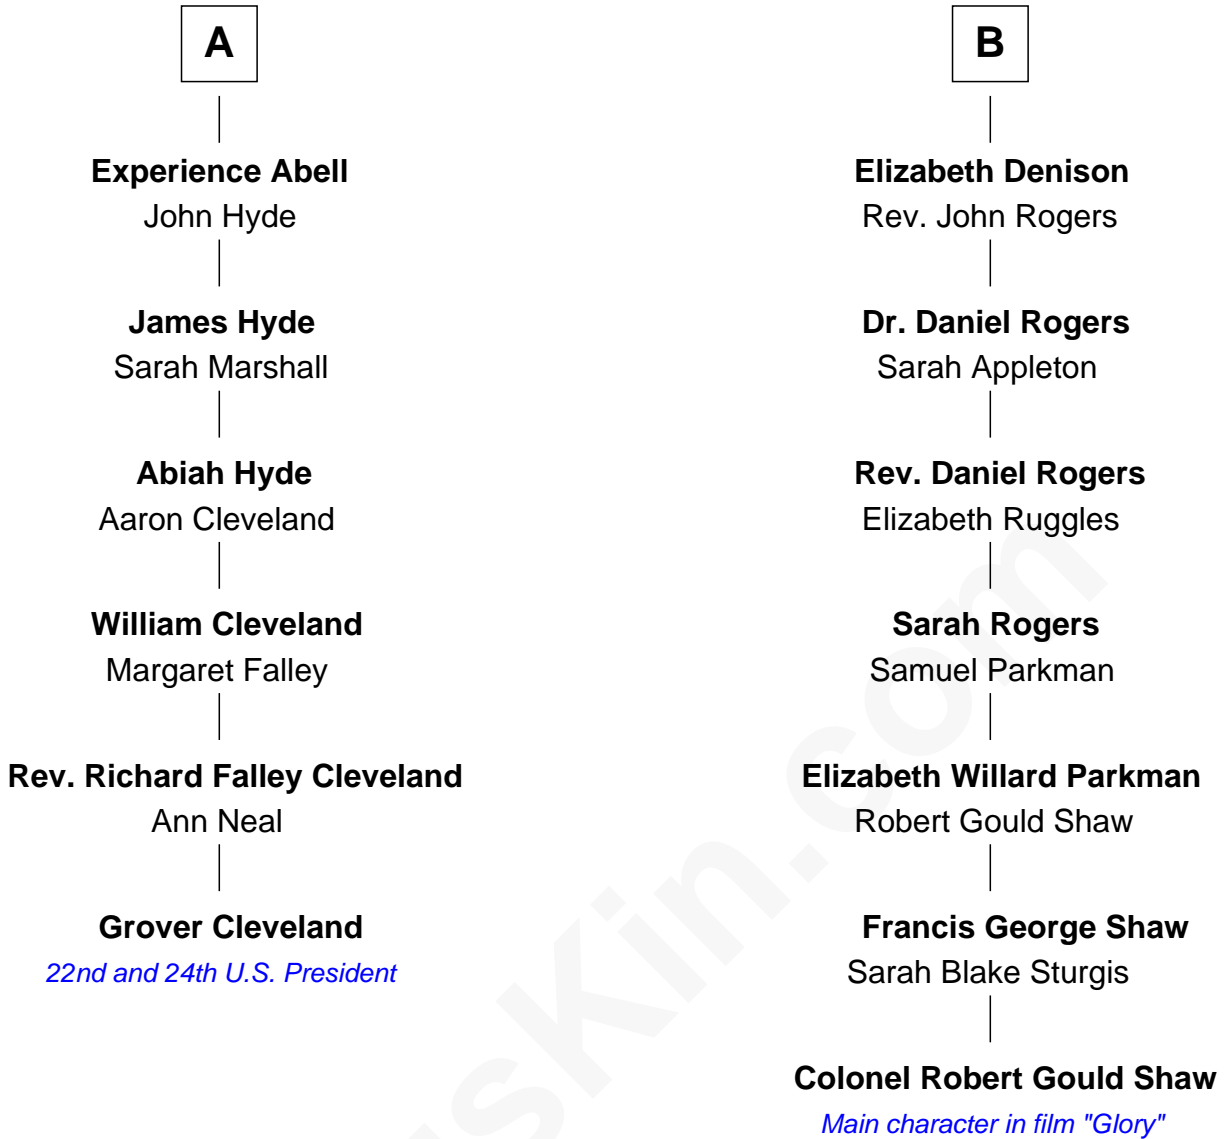 A
Experience Abell
John Hyde
James Hyde
Sarah Marshall
Abiah Hyde
Aaron Cleveland
William Cleveland
Margaret Falley
Rev. Richard Falley Cleveland
Ann Neal
Grover Cleveland
22nd and 24th U.S. President
B
Elizabeth Denison
Rev. John Rogers
Dr. Daniel Rogers
Sarah Appleton
Rev. Daniel Rogers
Elizabeth Ruggles
Sarah Rogers
Samuel Parkman
Elizabeth Willard Parkman
Robert Gould Shaw
Francis George Shaw
Sarah Blake Sturgis
Colonel Robert Gould Shaw
Main character in film "Glory"